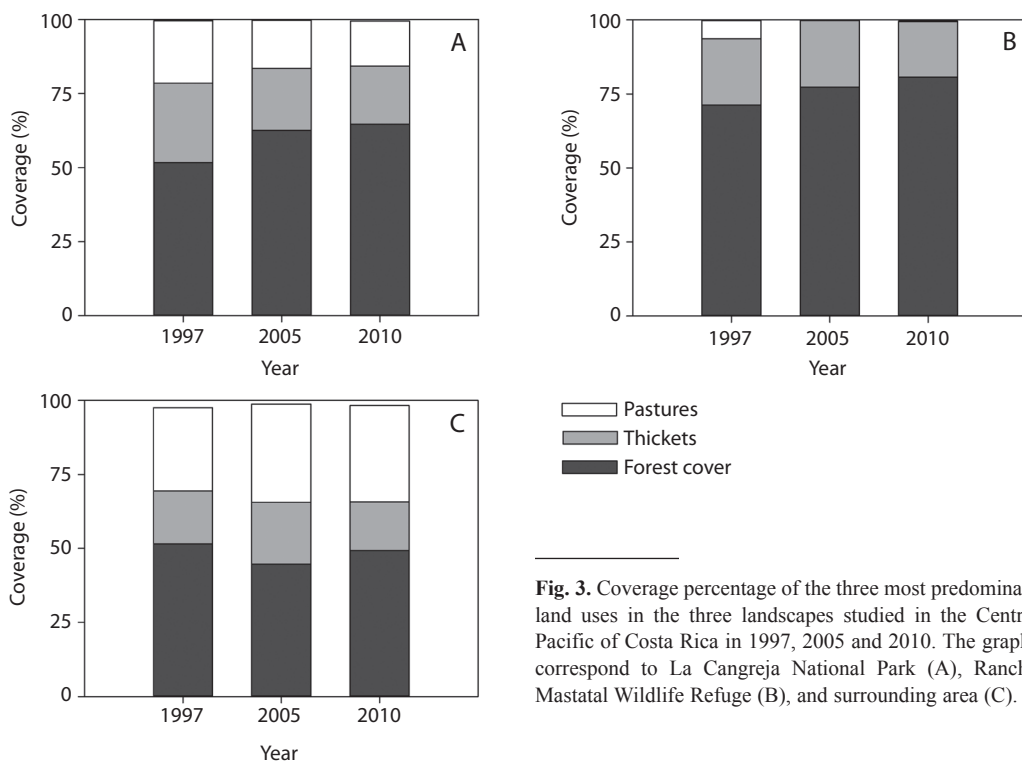 100
75
50
25
0
Coverage (%)
A
1997 2005 2010
Year
100
75
50
25
0
Coverage (%)
B
1997 2005 2010
Year
100
75
50
25
0
Coverage (%)
C
1997 2005 2010
Year
Pastures
Thickets
Forest cover
Fig. 3. Coverage percentage of the three most predomina
land uses in the three landscapes studied in the Centr
Pacific of Costa Rica in 1997, 2005 and 2010. The graph
correspond to La Cangreja National Park (A), Ranch
Mastatal Wildlife Refuge (B), and surrounding area (C).